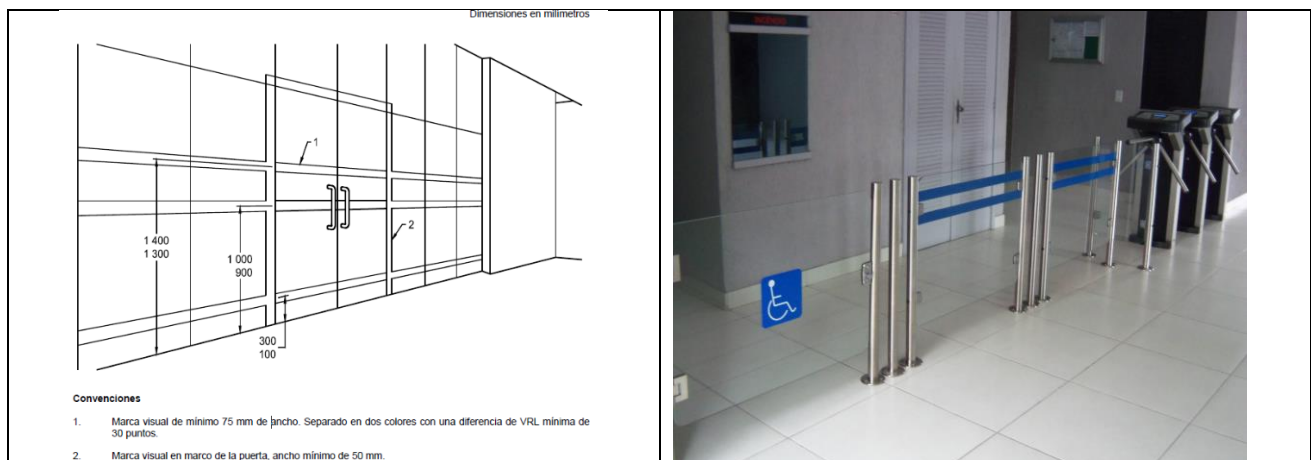 Dimensiones en milímetros
1
2
1 400
1 300
1 000
900
300
100
Convenciones
1. Marca visual de mínimo 75 mm de ancho. Separado en dos colores con una diferencia de VRL mínima de
30 puntos.
2. Marca visual en marco de la puerta, ancho mínimo de 50 mm.